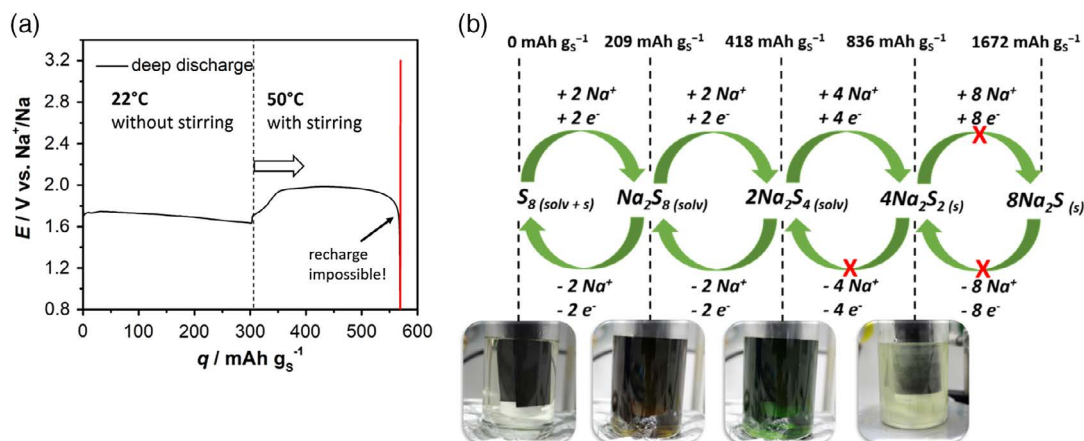 (a)
3.2
2.8
2.4
2.0
1.6
1.2
0.8
E / V vs. Na⁺/Na
deep discharge
22°C
without stirring
50°C
with stirring
recharge
impossible!
0 100 200 300 400 500 600
q / mAh gₛ⁻¹
(b)
0 mAh gₛ⁻¹ 209 mAh gₛ⁻¹ 418 mAh gₛ⁻¹ 836 mAh gₛ⁻¹ 1672 mAh gₛ⁻¹
+ 2 Na⁺ + 2 Na⁺ + 4 Na⁺ + 8 Na⁺
+ 2 e⁻ + 2 e⁻ + 4 e⁻ + 8 e⁻
X
S₈ (solv + s) Na₂S₈ (solv) 2Na₂S₄ (solv) 4Na₂S₂ (s) 8Na₂S (s)
X X
- 2 Na⁺ - 2 Na⁺ - 4 Na⁺ - 8 Na⁺
- 2 e⁻ - 2 e⁻ - 4 e⁻ - 8 e⁻